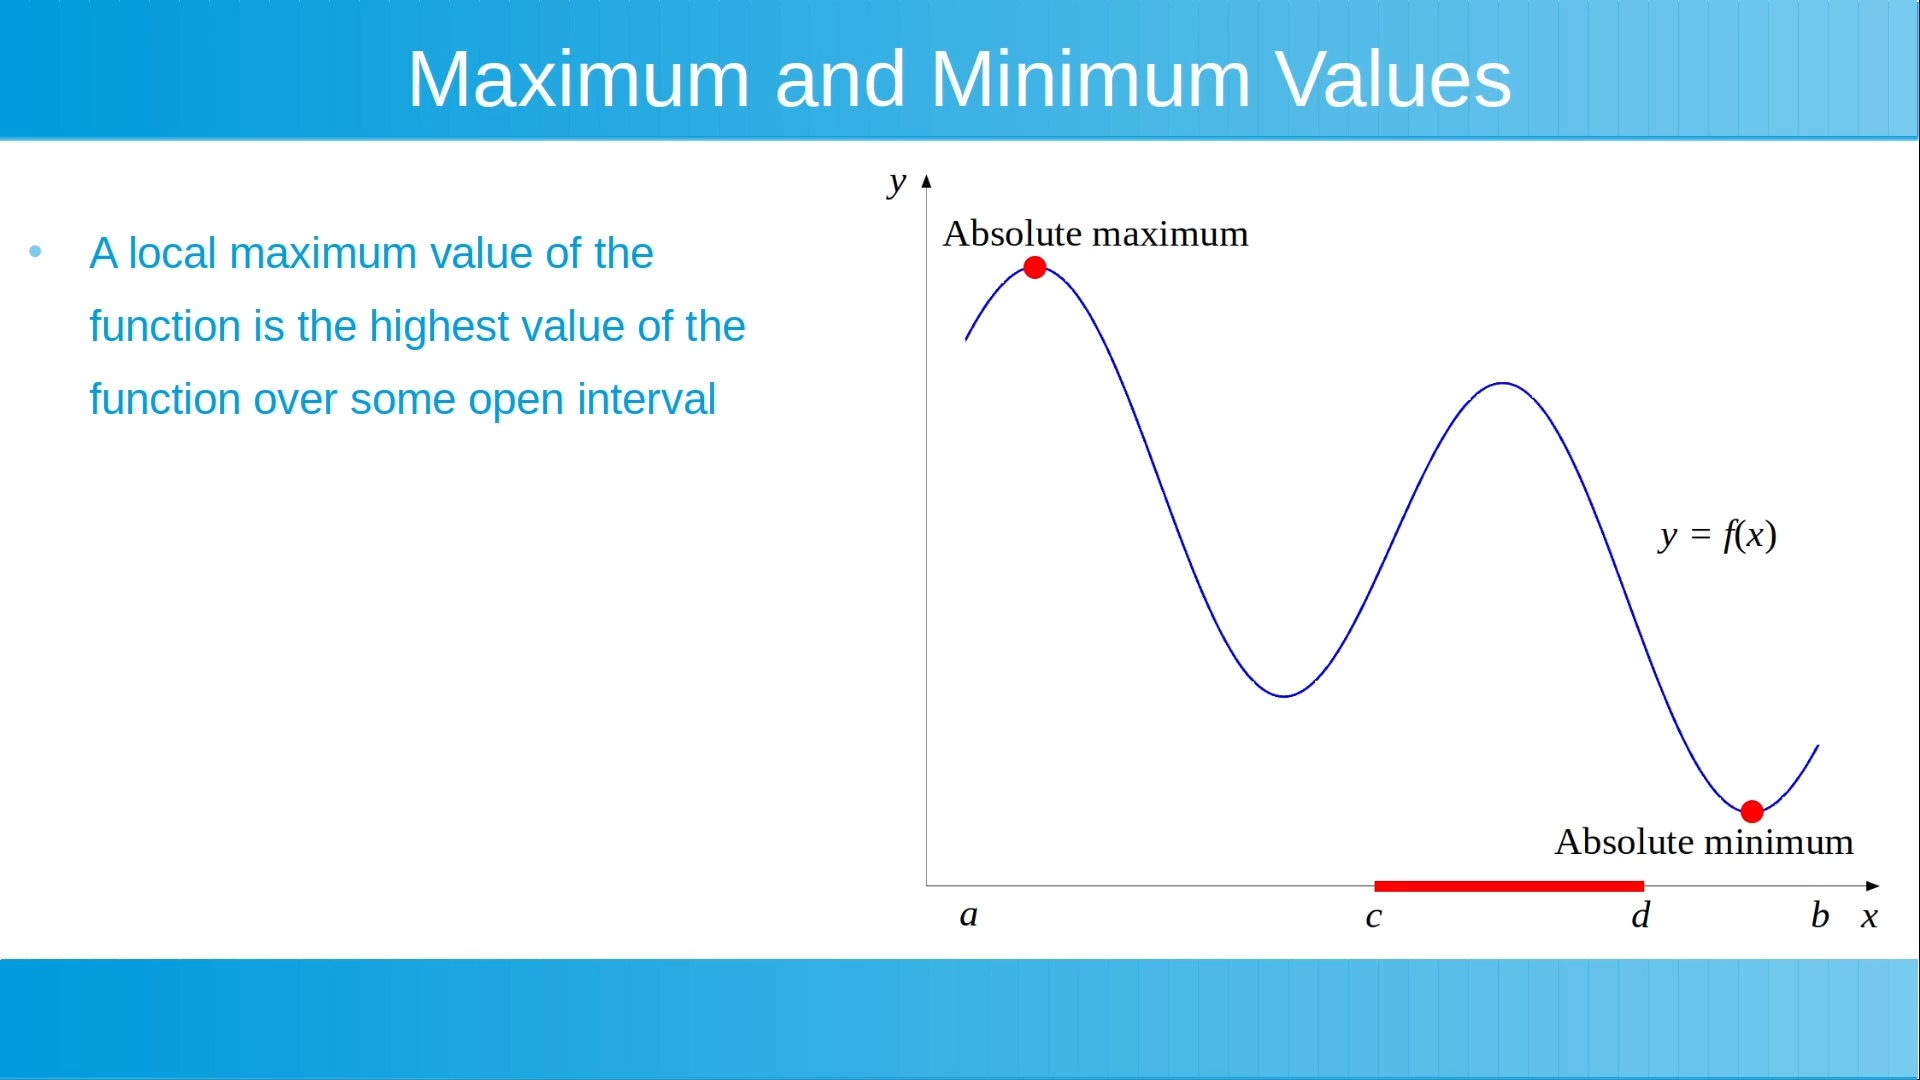 Maximum and Minimum Values
• A local maximum value of the
function is the highest value of the
function over some open interval
y
Absolute maximum
y = f(x)
Absolute minimum
a c d b x